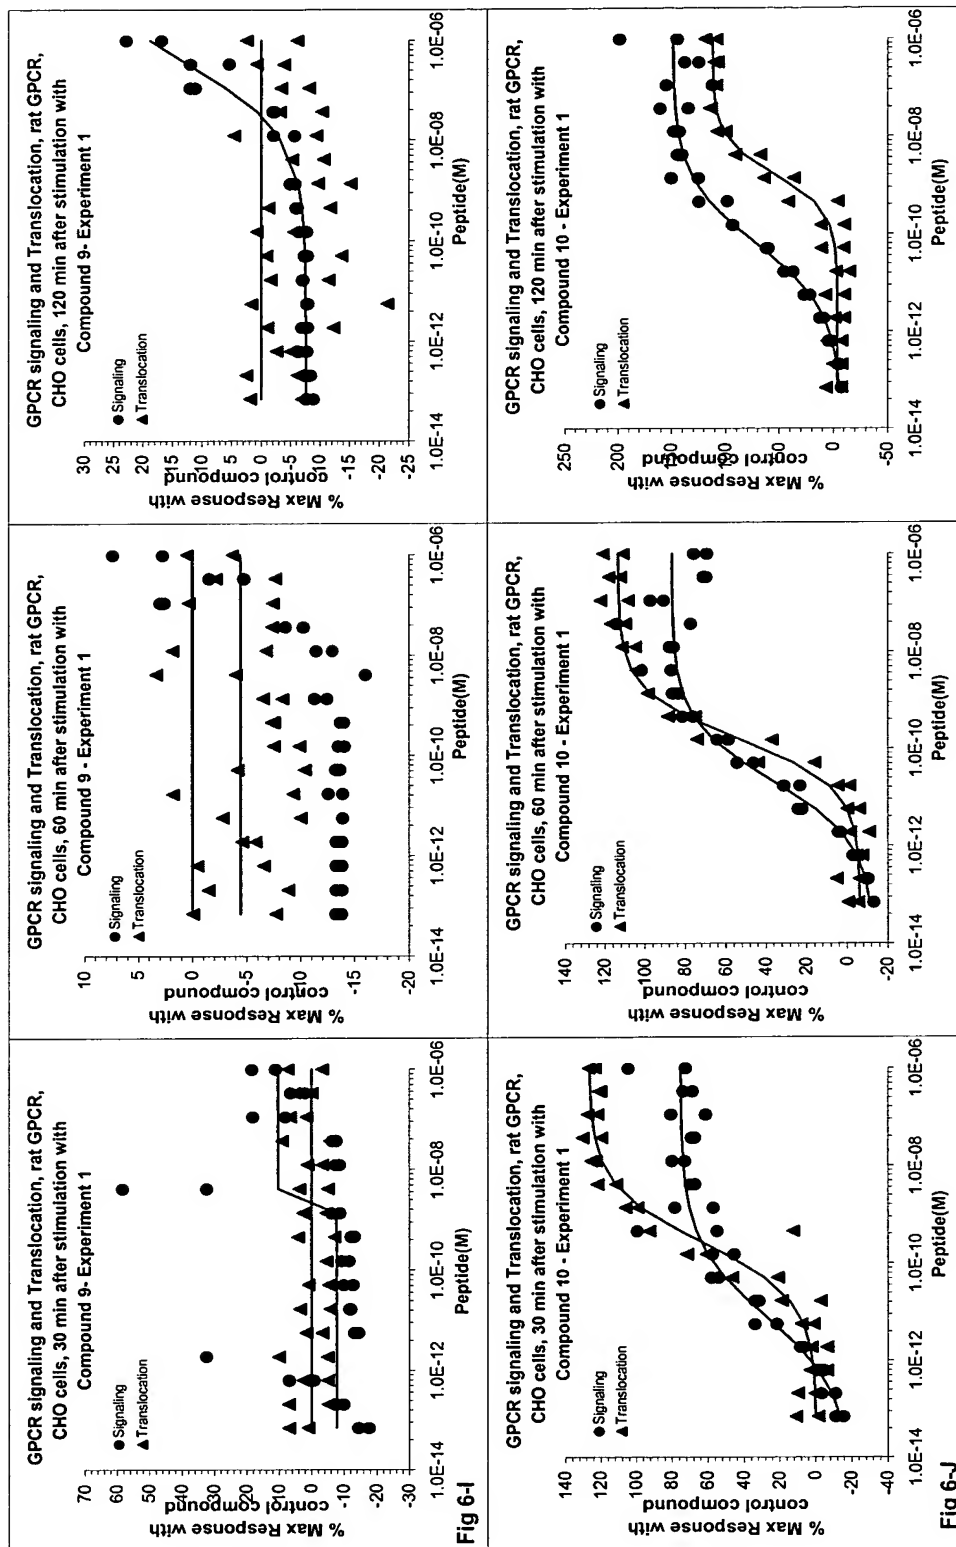 GPCR signaling and Translocation, rat GPCR,
CHO cells, 30 min after stimulation with
Compound 9- Experiment 1
Signaling
Translocation
% Max Response with
control compound
70
60
50
40
30
20
10
0
-10
-20
-30
1.0E-14 1.0E-12 1.0E-10 1.0E-08 1.0E-06
Peptide(M)
GPCR signaling and Translocation, rat GPCR,
CHO cells, 60 min after stimulation with
Compound 9 - Experiment 1
Signaling
Translocation
% Max Response with
control compound
10
5
0
-5
-10
-15
-20
1.0E-14 1.0E-12 1.0E-10 1.0E-08 1.0E-06
Peptide(M)
GPCR signaling and Translocation, rat GPCR,
CHO cells, 120 min after stimulation with
Compound 9- Experiment 1
Signaling
Translocation
% Max Response with
control compound
30
25
20
15
10
5
0
-5
-10
-15
-20
-25
1.0E-14 1.0E-12 1.0E-10 1.0E-08 1.0E-06
Peptide(M)
Fig 6-I
GPCR signaling and Translocation, rat GPCR,
CHO cells, 30 min after stimulation with
Compound 10 - Experiment 1
Signaling
Translocation
% Max Response with
control compound
140
120
100
80
60
40
20
0
-20
-40
1.0E-14 1.0E-12 1.0E-10 1.0E-08 1.0E-06
Peptide(M)
GPCR signaling and Translocation, rat GPCR,
CHO cells, 60 min after stimulation with
Compound 10 - Experiment 1
Signaling
Translocation
% Max Response with
control compound
140
120
100
80
60
40
20
0
-20
1.0E-14 1.0E-12 1.0E-10 1.0E-08 1.0E-06
Peptide(M)
GPCR signaling and Translocation, rat GPCR,
CHO cells, 120 min after stimulation with
Compound 10 - Experiment 1
Signaling
Translocation
% Max Response with
control compound
250
200
150
100
50
0
-50
1.0E-14 1.0E-12 1.0E-10 1.0E-08 1.0E-06
Peptide(M)
Fig 6-J